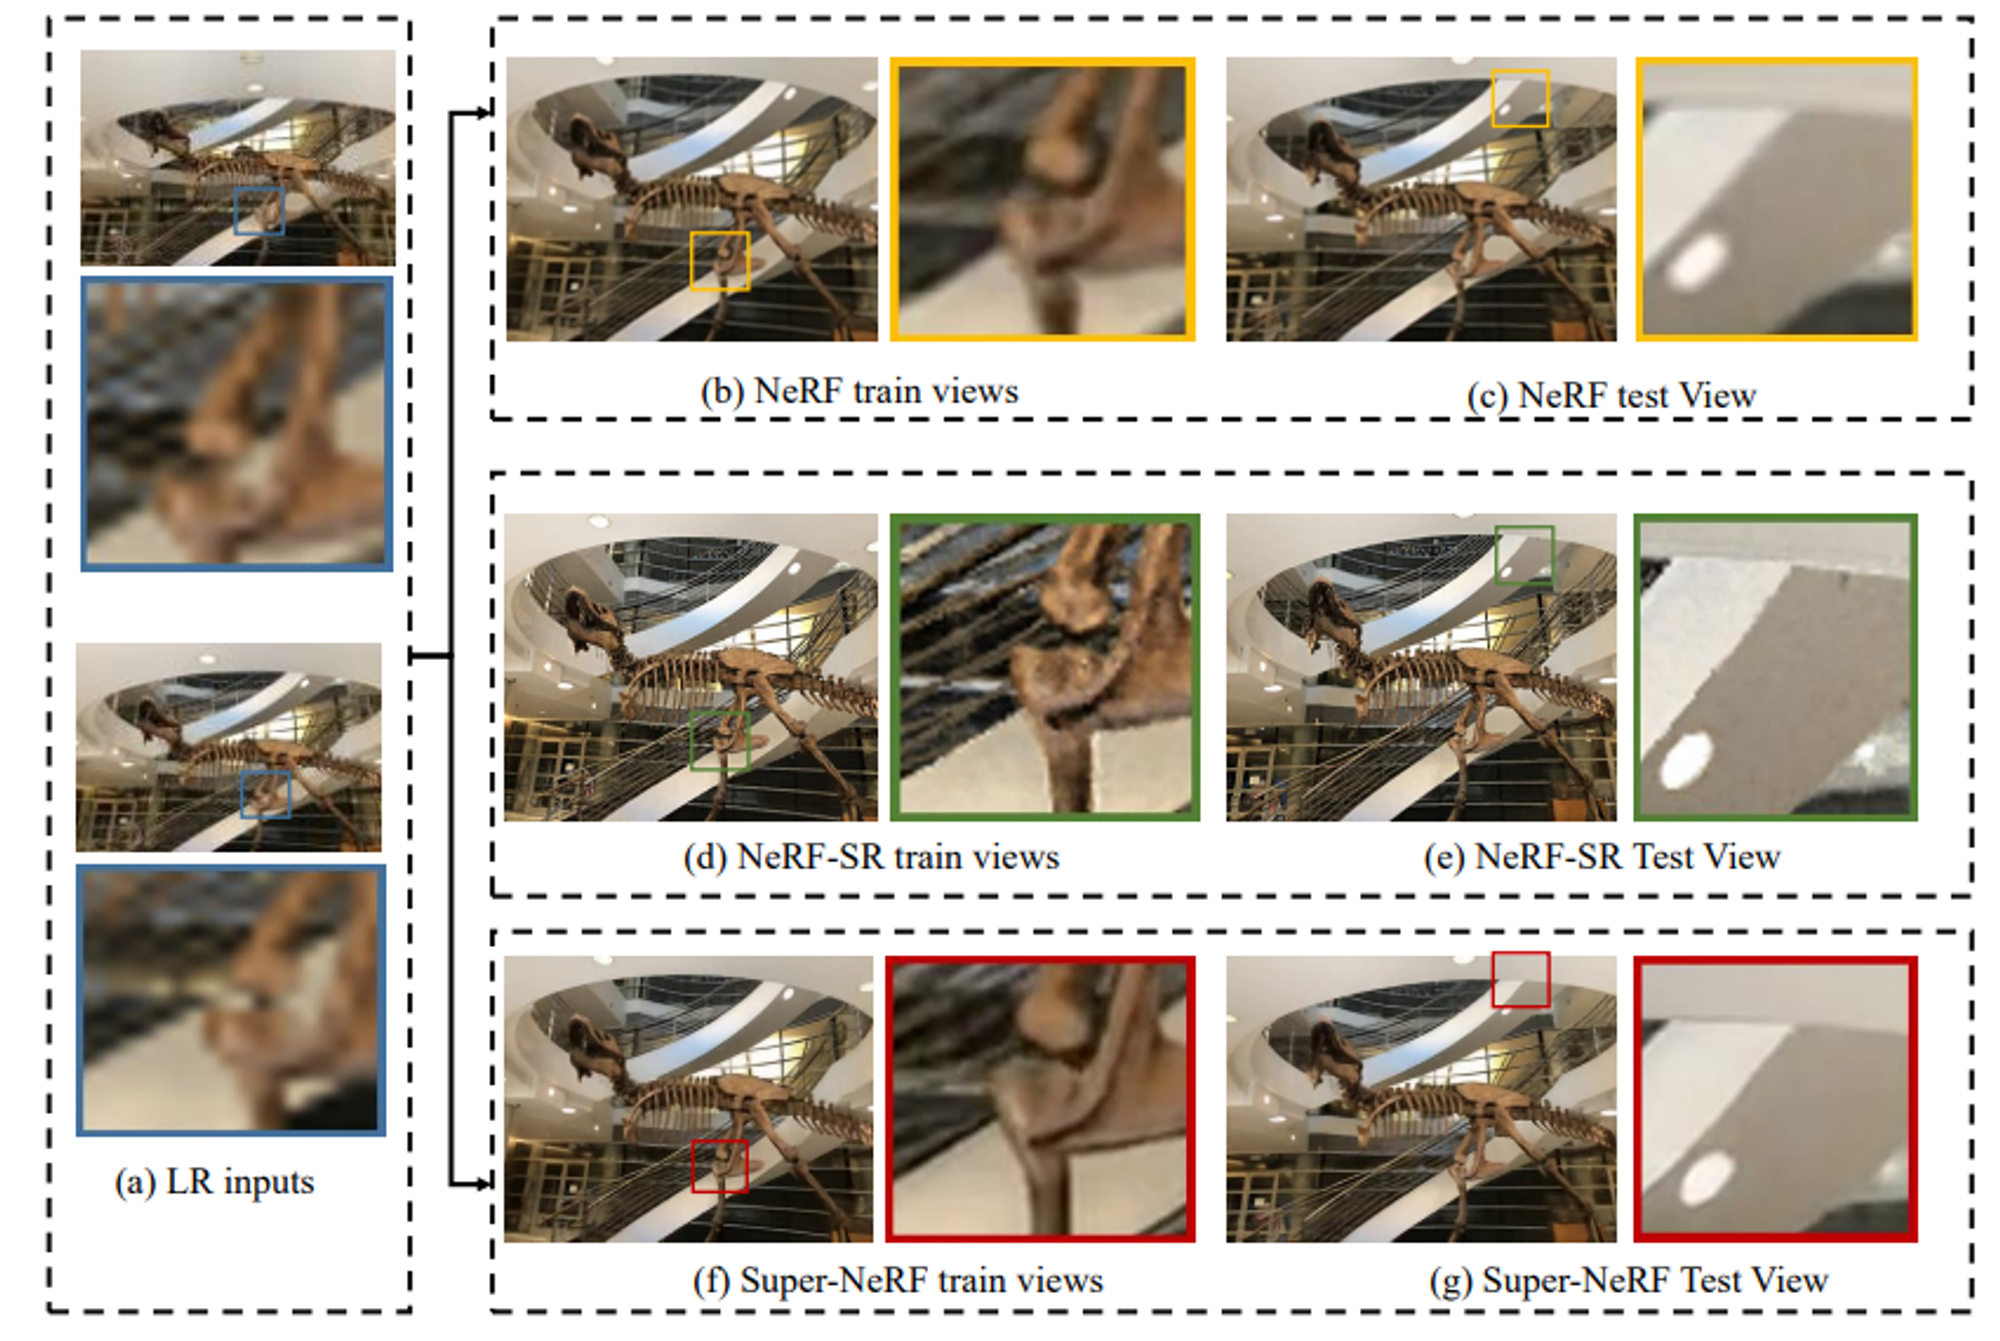 (a) LR inputs
(b) NeRF train views
(c) NeRF test View
(d) NeRF-SR train views
(e) NeRF-SR Test View
(f) Super-NeRF train views
(g) Super-NeRF Test View